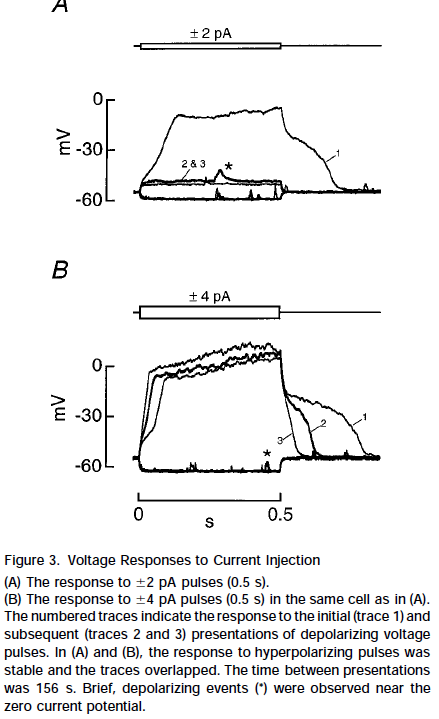 A
± 2 pA
0
mV
-30
-60
2 & 3
*
1
B
± 4 pA
0
mV
-30
-60
3
2
1
*
0
s
0.5
Figure 3. Voltage Responses to Current Injection
(A) The response to ±2 pA pulses (0.5 s).
(B) The response to ±4 pA pulses (0.5 s) in the same cell as in (A).
The numbered traces indicate the response to the initial (trace 1) and
subsequent (traces 2 and 3) presentations of depolarizing voltage
pulses. In (A) and (B), the response to hyperpolarizing pulses was
stable and the traces overlapped. The time between presentations
was 156 s. Brief, depolarizing events (*) were observed near the
zero current potential.